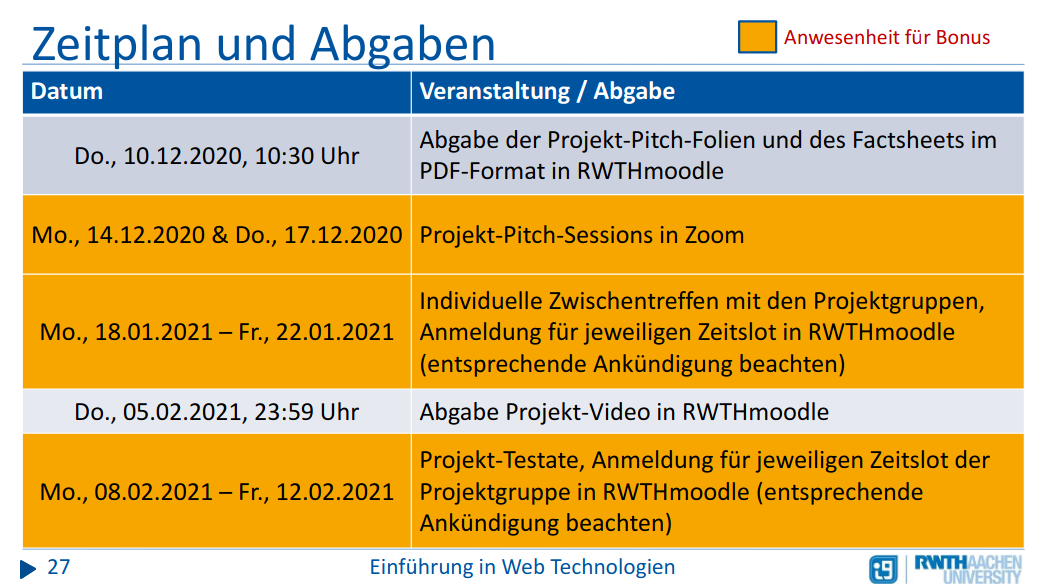 Zeitplan und Abgaben
Anwesenheit für Bonus
Datum
Veranstaltung / Abgabe
Do., 10.12.2020, 10:30 Uhr
Abgabe der Projekt-Pitch-Folien und des Factsheets im
PDF-Format in RWTHmoodle
Mo., 14.12.2020 & Do., 17.12.2020
Projekt-Pitch-Sessions in Zoom
Mo., 18.01.2021 – Fr., 22.01.2021
Individuelle Zwischentreffen mit den Projektgruppen,
Anmeldung für jeweiligen Zeitslot in RWTHmoodle
(entsprechende Ankündigung beachten)
Do., 05.02.2021, 23:59 Uhr
Abgabe Projekt-Video in RWTHmoodle
Mo., 08.02.2021 – Fr., 12.02.2021
Projekt-Testate, Anmeldung für jeweiligen Zeitslot der
Projektgruppe in RWTHmoodle (entsprechende
Ankündigung beachten)
27
Einführung in Web Technologien
i9
RWTHAACHEN
UNIVERSITY